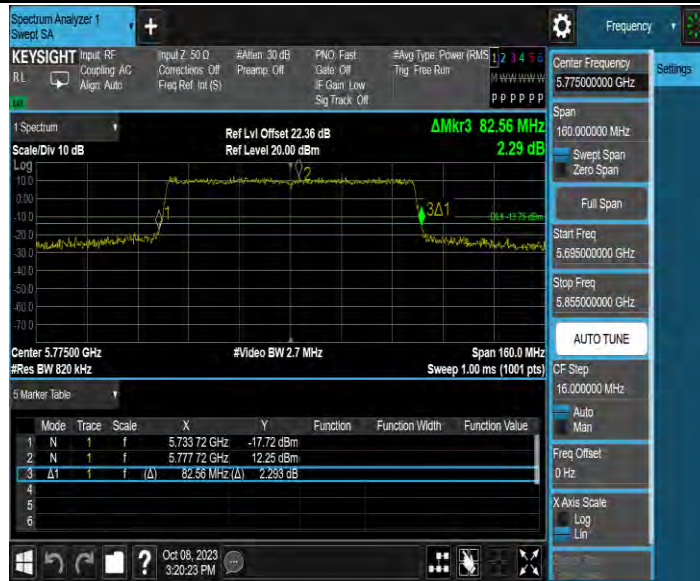 Spectrum Analyzer 1
Swept SA
+
Frequency
KEYSIGHT Input: RF Input Z: 50 Ω #Atten: 30 dB PNO: Fast #Avg Type: Power (RMS 1 2 3 4 5 6
RL Coupling: AC Corrections: Off Preamp: Off Gate: Off Trig: Free Run M W W W W W
Align: Auto Freq Ref: Int (S) IF Gain: Low
Sig Track: Off P P P P P P
1 Spectrum
Ref Lvl Offset 22.36 dB ΔMkr3 82.56 MHz
Scale/Div 10 dB Ref Level 20.00 dBm 2.29 dB
Log
10.0
0.00
-10.0
-20.0
-30.0
-40.0
-50.0
-60.0
-70.0
2
1
3Δ1
DL1 -13.75 dBm
Center 5.77500 GHz #Video BW 2.7 MHz Span 160.0 MHz
#Res BW 820 kHz Sweep 1.00 ms (1001 pts)
5 Marker Table
Mode Trace Scale X Y Function Function Width Function Value
1 N 1 f 5.733 72 GHz -17.72 dBm
2 N 1 f 5.777 72 GHz 12.25 dBm
3 Δ1 1 f (Δ) 82.56 MHz (Δ) 2.293 dB
4
5
6
?
Oct 08, 2023
3:20:23 PM
Center Frequency
5.775000000 GHz
Settings
Span
160.000000 MHz
Swept Span
Zero Span
Full Span
Start Freq
5.695000000 GHz
Stop Freq
5.855000000 GHz
AUTO TUNE
CF Step
16.000000 MHz
Auto
Man
Freq Offset
0 Hz
X Axis Scale
Log
Lin